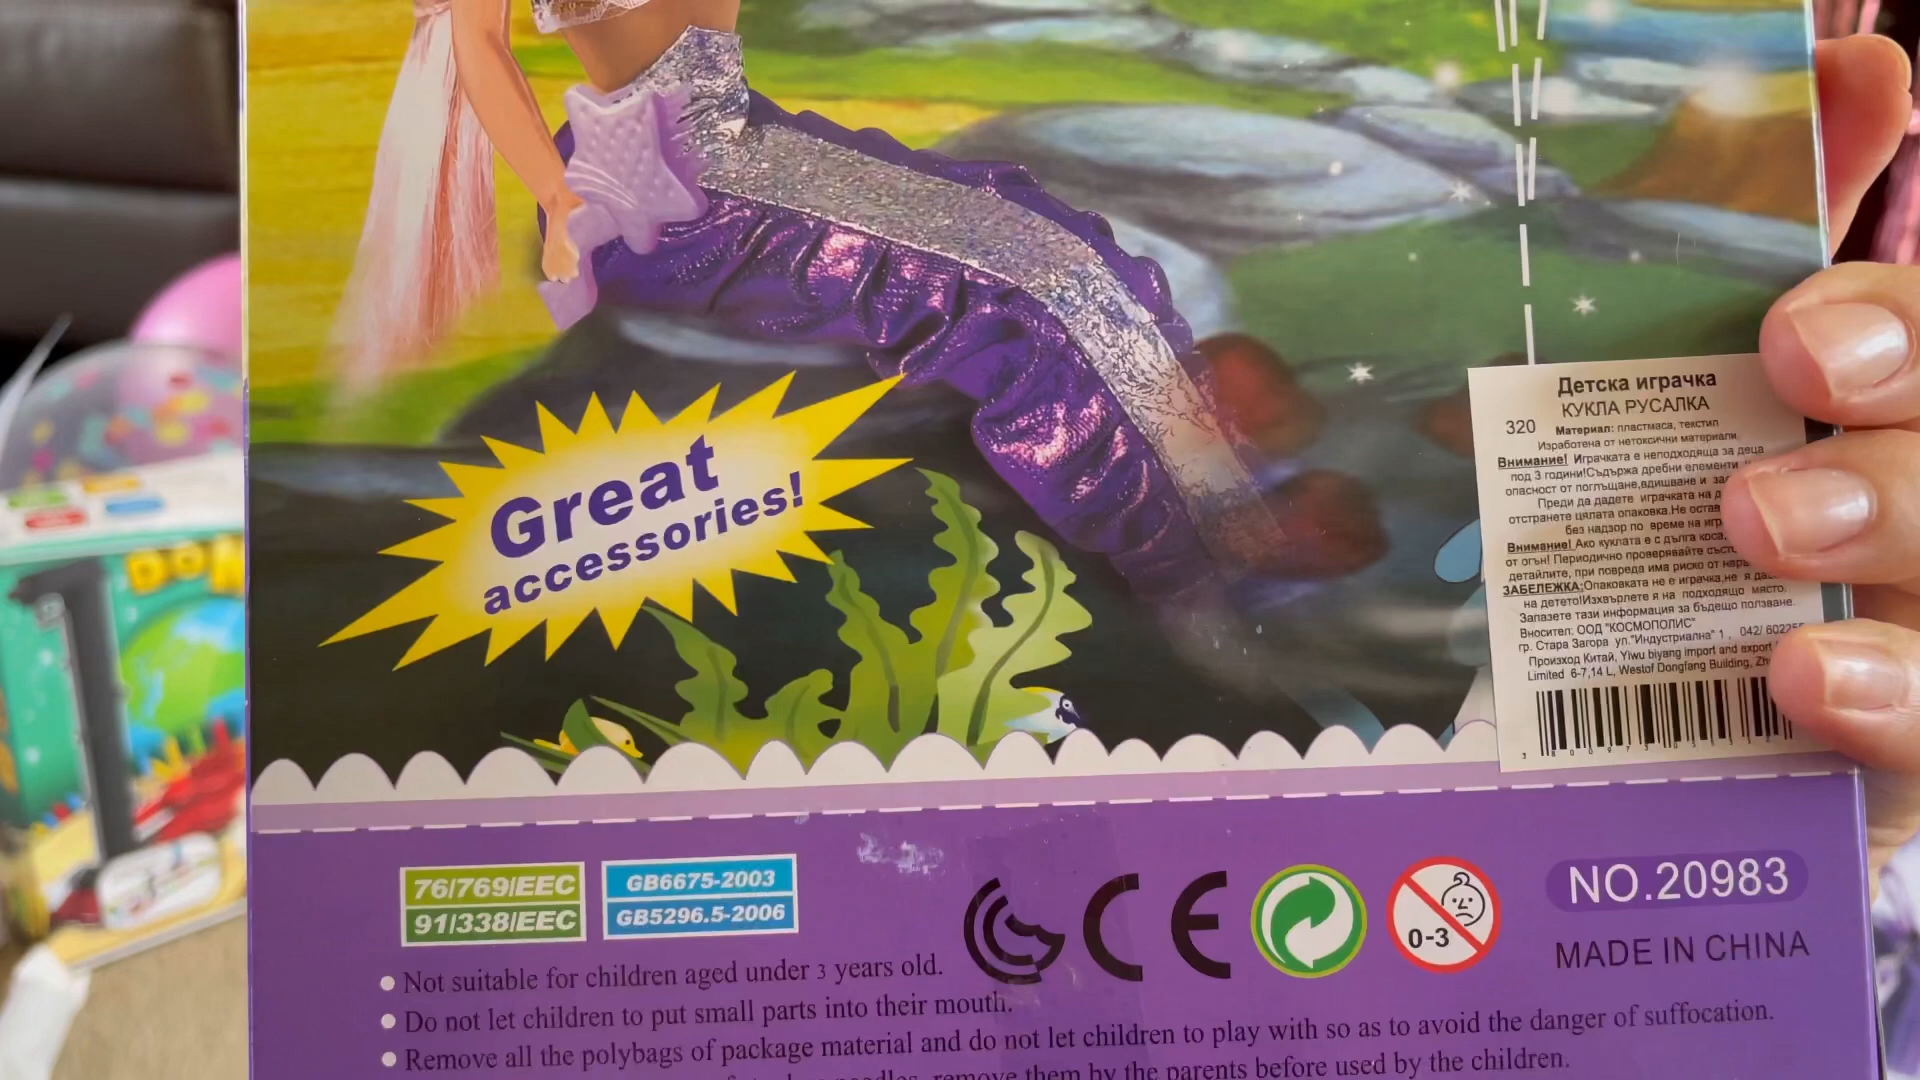 Great
accessories!
Детска играчка
КУКЛА РУСАЛКА
320 Материал: пластмаса, текстил
Изработена от нетоксични материали.
Внимание! Играчката е неподходяща за деца
под 3 години!Съдържа дребни елементи
опасност от поглъщане,вдишване и
Преди да дадете играчката на
отстранете цялата опаковка.Не
без надзор по време на
Внимание! Ако куклата е с дълга коса,
от огън! Периодично проверявайте
детайлите, при повреда има риско от
ЗАБЕЛЕЖКА:Опаковката не е играчка,не я
на детето!Изхвърлете я на подходящо място.
Запазете тази информация за бъдещо ползване.
Вносител: ООД "КОСМОПОЛИС"
гр. Стара Загора ул."Индустриална" 1 , 042/
Произход Китай, Yiwu biyang import and export
Limited 6-7,14 L, Westof Dongfang Building,
76/769/EEC
91/338/EEC
GB6675-2003
GB5296.5-2006
CE
0-3
NO.20983
MADE IN CHINA
Not suitable for children aged under 3 years old.
Do not let children to put small parts into their mouth.
Remove all the polybags of package material and do not let children to play with so as to avoid the danger of suffocation.
remove them by the parents before used by the children.